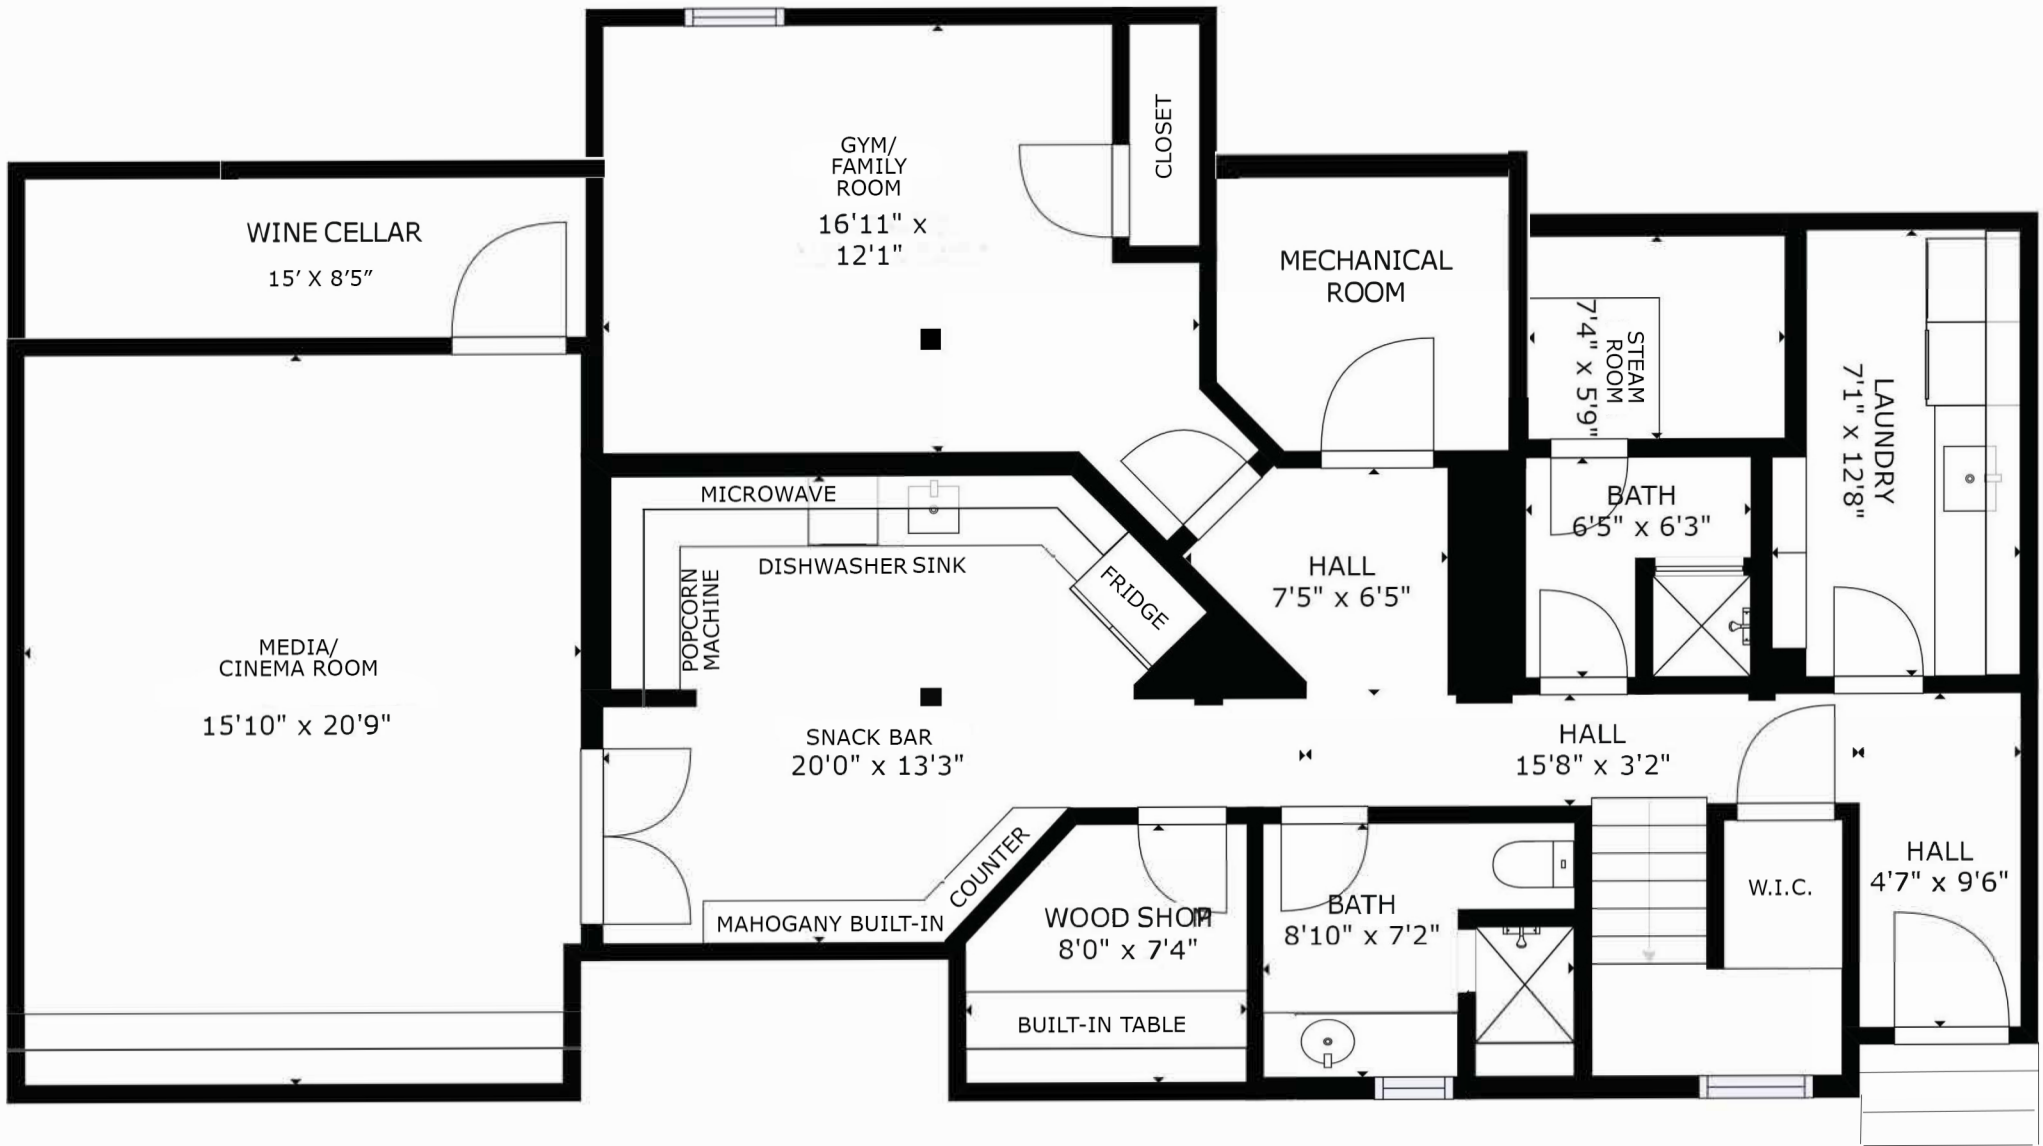 GYM/
FAMILY
ROOM
16'11" x
12'1"
CLOSET
WINE CELLAR
15’ X 8’5”
MECHANICAL
ROOM
STEAM
ROOM
7'4" x 5'9"
LAUNDRY
7'1" x 12'8"
MICROWAVE
DISHWASHER SINK
POPCORN
MACHINE
FRIDGE
HALL
7'5" x 6'5"
BATH
6'5" x 6'3"
MEDIA/
CINEMA ROOM
15'10" x 20'9"
SNACK BAR
20'0" x 13'3"
HALL
15'8" x 3'2"
COUNTER
MAHOGANY BUILT-IN
WOOD SHOP
8'0" x 7'4"
BUILT-IN TABLE
BATH
8'10" x 7'2"
W.I.C.
HALL
4'7" x 9'6"